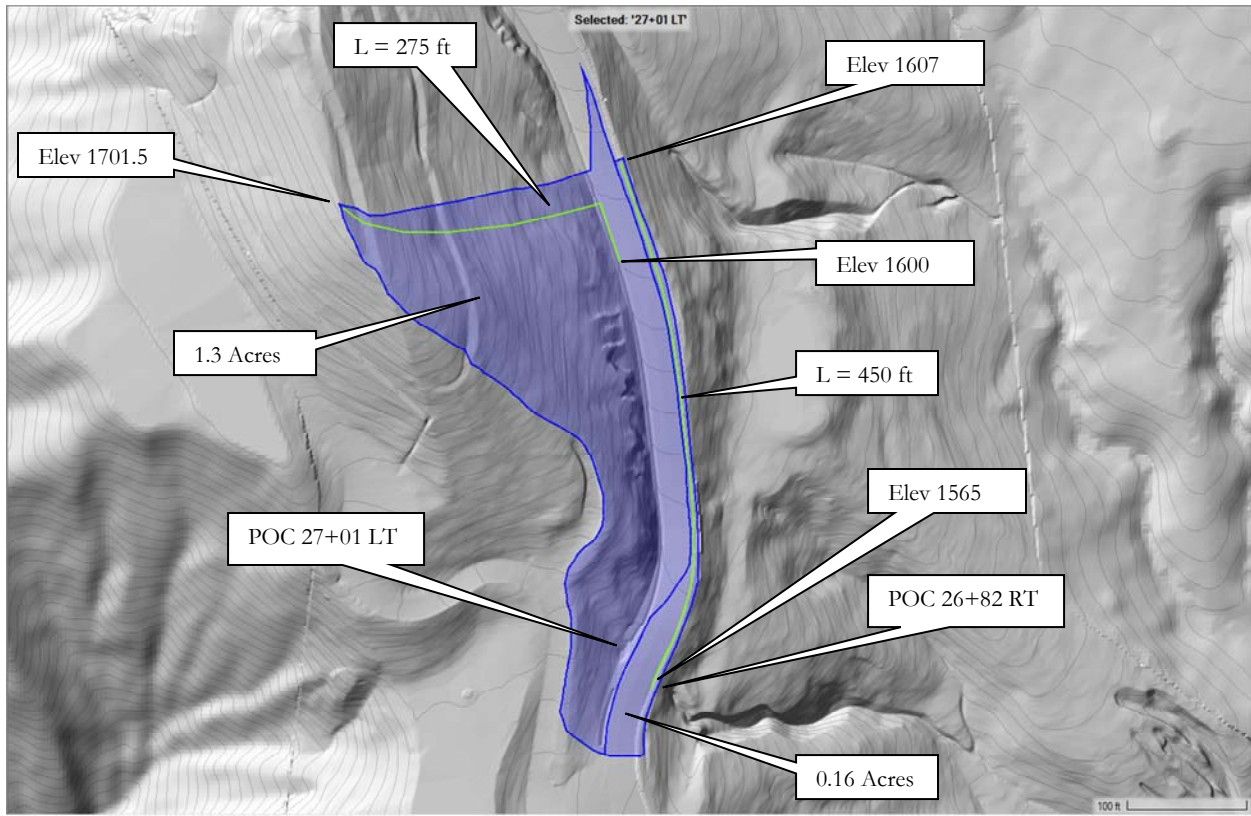 Selected: '27+01 LT'
L = 275 ft
Elev 1607
Elev 1701.5
Elev 1600
1.3 Acres
L = 450 ft
Elev 1565
POC 27+01 LT
POC 26+82 RT
0.16 Acres
100 ft